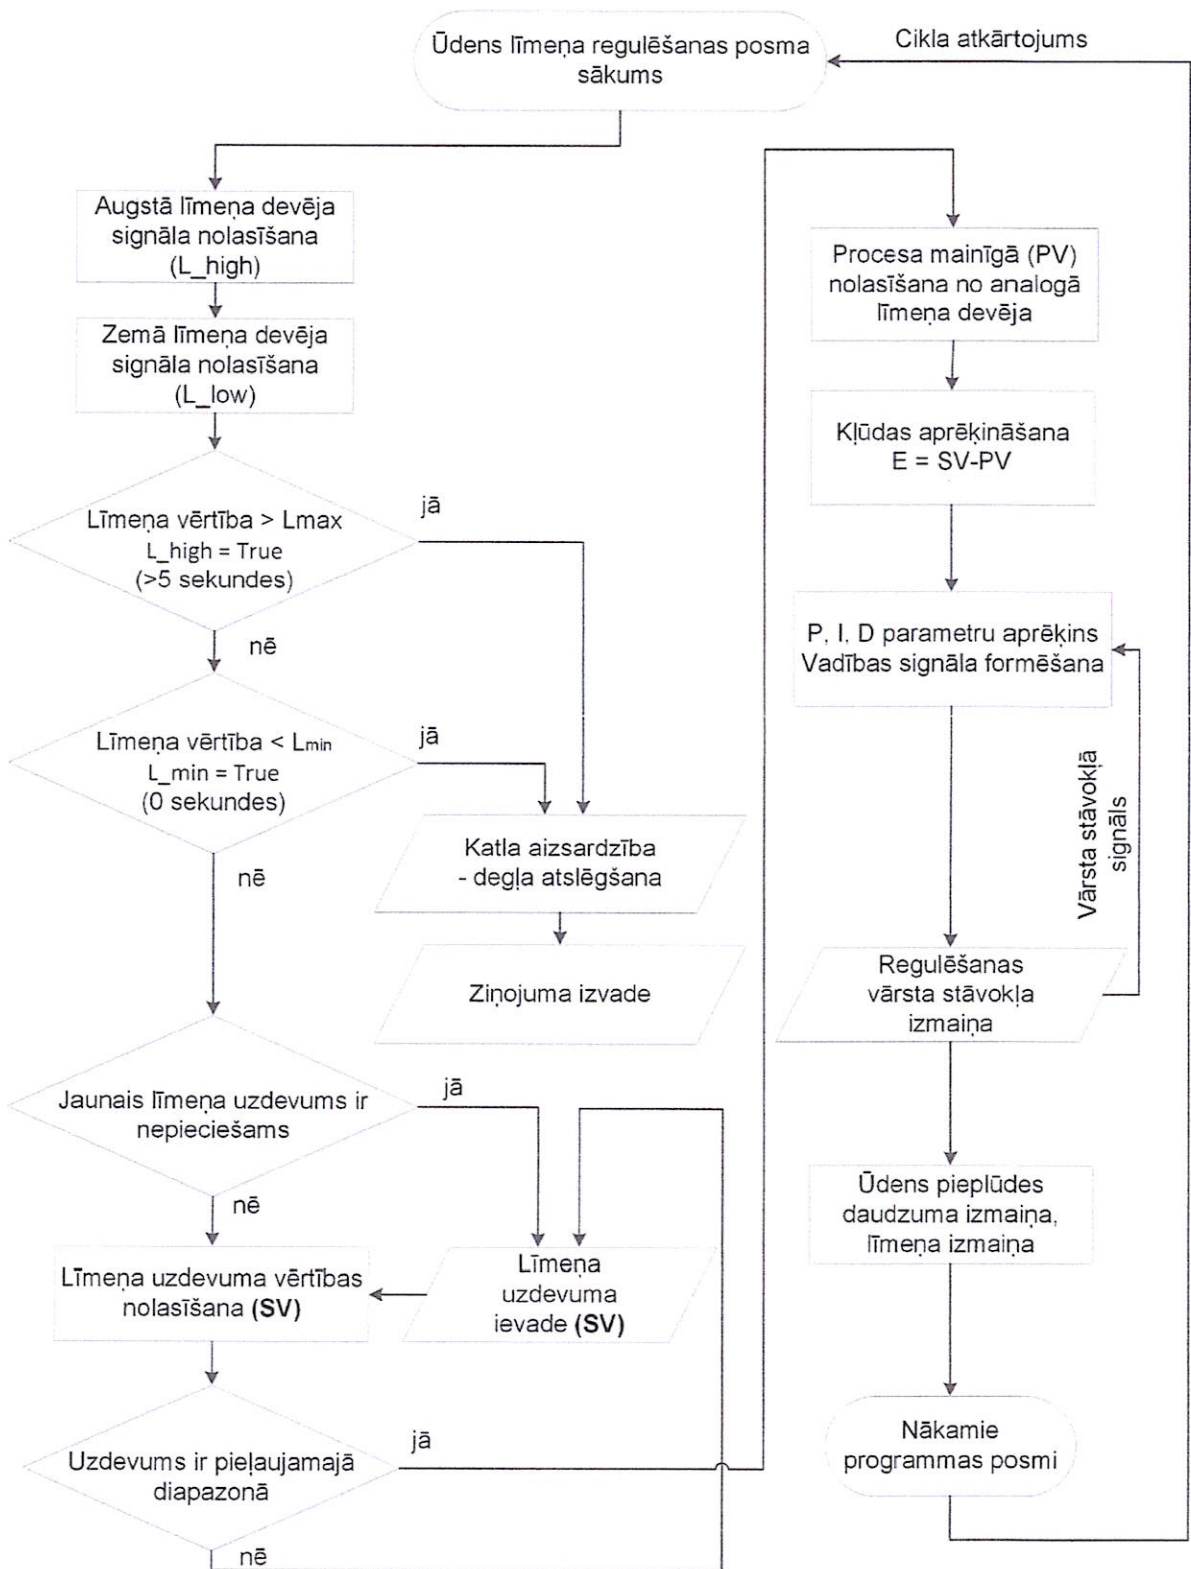 Ūdens līmeņa regulēšanas posma
sākums
Cikla atkārtojums
Augstā līmeņa devēja
signāla nolasīšana
(L_high)
Zemā līmeņa devēja
signāla nolasīšana
(L_low)
Līmeņa vērtība > Lmax
L_high = True
(>5 sekundes)
jā
nē
Līmeņa vērtība < Lmin
L_min = True
(0 sekundes)
jā
nē
Katla aizsardzība
- degļa atslēgšana
Ziņojuma izvade
Jaunais līmeņa uzdevums ir
nepieciešams
jā
nē
Līmeņa uzdevuma vērtības
nolasīšana (SV)
Līmeņa
uzdevuma
ievade (SV)
Uzdevums ir pieļaujamajā
diapazonā
jā
nē
Procesa mainīgā (PV)
nolasīšana no analogā
līmeņa devēja
Kļūdas aprēķināšana
E = SV-PV
P, I, D parametru aprēķins
Vadības signāla formēšana
Vārsta stāvokļā
signāls
Regulēšanas
vārsta stāvokļa
izmaiņa
Ūdens pieplūdes
daudzuma izmaiņa,
līmeņa izmaiņa
Nākamie
programmas posmi